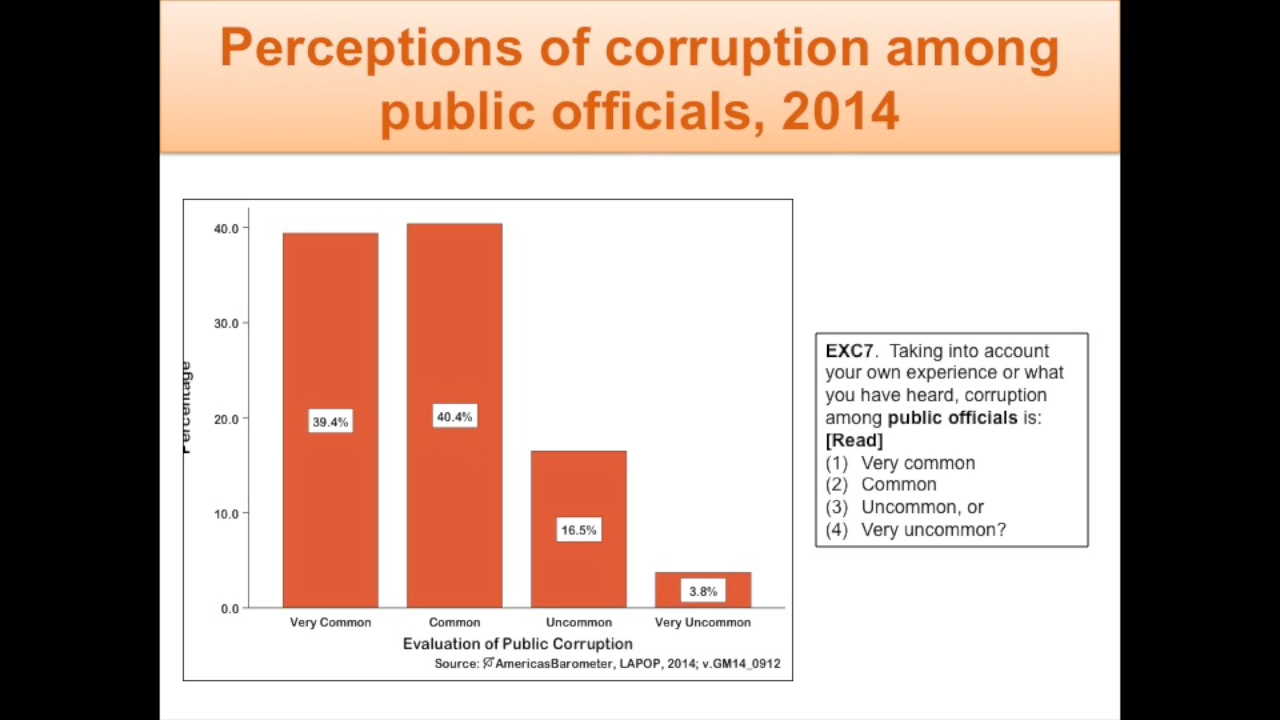 Perceptions of corruption among
public officials, 2014
Percentage
40.0
30.0
20.0
10.0
0.0
39.4%
40.4%
16.5%
3.8%
Very Common
Common
Uncommon
Very Uncommon
Evaluation of Public Corruption
Source: AmericasBarometer, LAPOP, 2014; v.GM14_0912
EXC7. Taking into account
your own experience or what
you have heard, corruption
among public officials is:
[Read]
(1) Very common
(2) Common
(3) Uncommon, or
(4) Very uncommon?